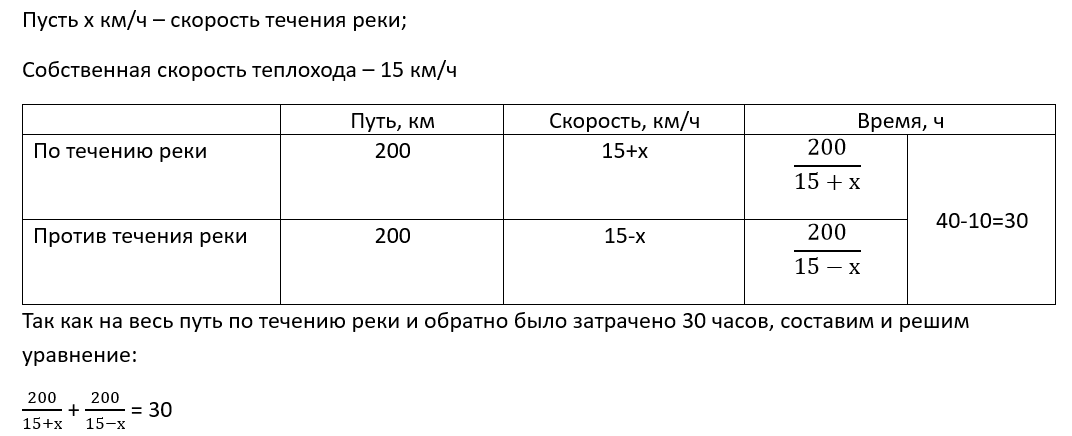 Пусть х км/ч – скорость течения реки;
Собственная скорость теплохода – 15 км/ч
Путь, км Скорость, км/ч Время, ч
По течению реки 200 15+х 200/(15 + х)
40-10=30
Против течения реки 200 15-х 200/(15 − х)
Так как на весь путь по течению реки и обратно было затрачено 30 часов, составим и решим
уравнение:
200/(15+х) + 200/(15−х) = 30